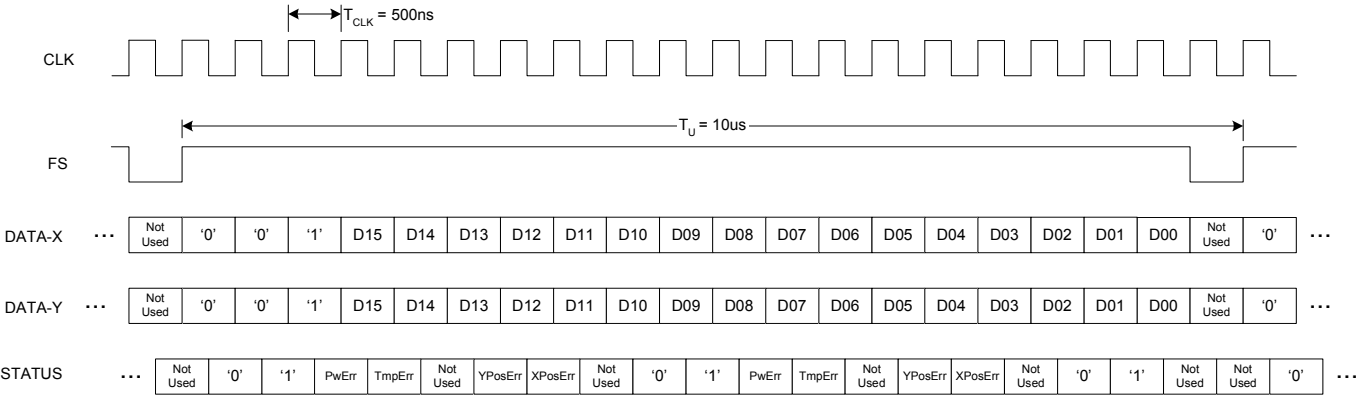 T_CLK = 500ns
CLK
T_U = 10us
FS
DATA-X ... Not Used '0' '0' '1' D15 D14 D13 D12 D11 D10 D09 D08 D07 D06 D05 D04 D03 D02 D01 D00 Not Used '0' ...
DATA-Y ... Not Used '0' '0' '1' D15 D14 D13 D12 D11 D10 D09 D08 D07 D06 D05 D04 D03 D02 D01 D00 Not Used '0' ...
STATUS ... Not Used '0' '1' PwErr TmpErr Not Used YPosErr XPosErr Not Used '0' '1' PwErr TmpErr Not Used YPosErr XPosErr Not Used '0' '1' Not Used Not Used '0' ...